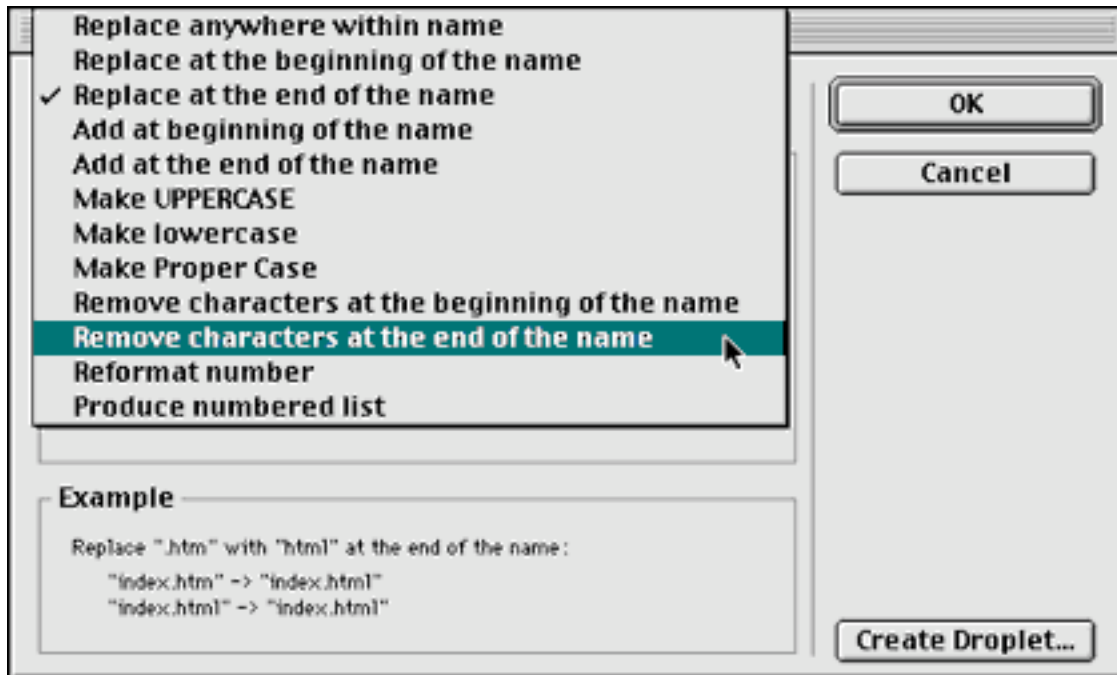 Replace anywhere within name
Replace at the beginning of the name
✓ Replace at the end of the name
Add at beginning of the name
Add at the end of the name
Make UPPERCASE
Make lowercase
Make Proper Case
Remove characters at the beginning of the name
Remove characters at the end of the name
Reformat number
Produce numbered list
OK
Cancel
Example
Replace ".htm" with "html" at the end of the name:
"index.htm" -> "index.html"
"index.html" -> "index.html"
Create Droplet...